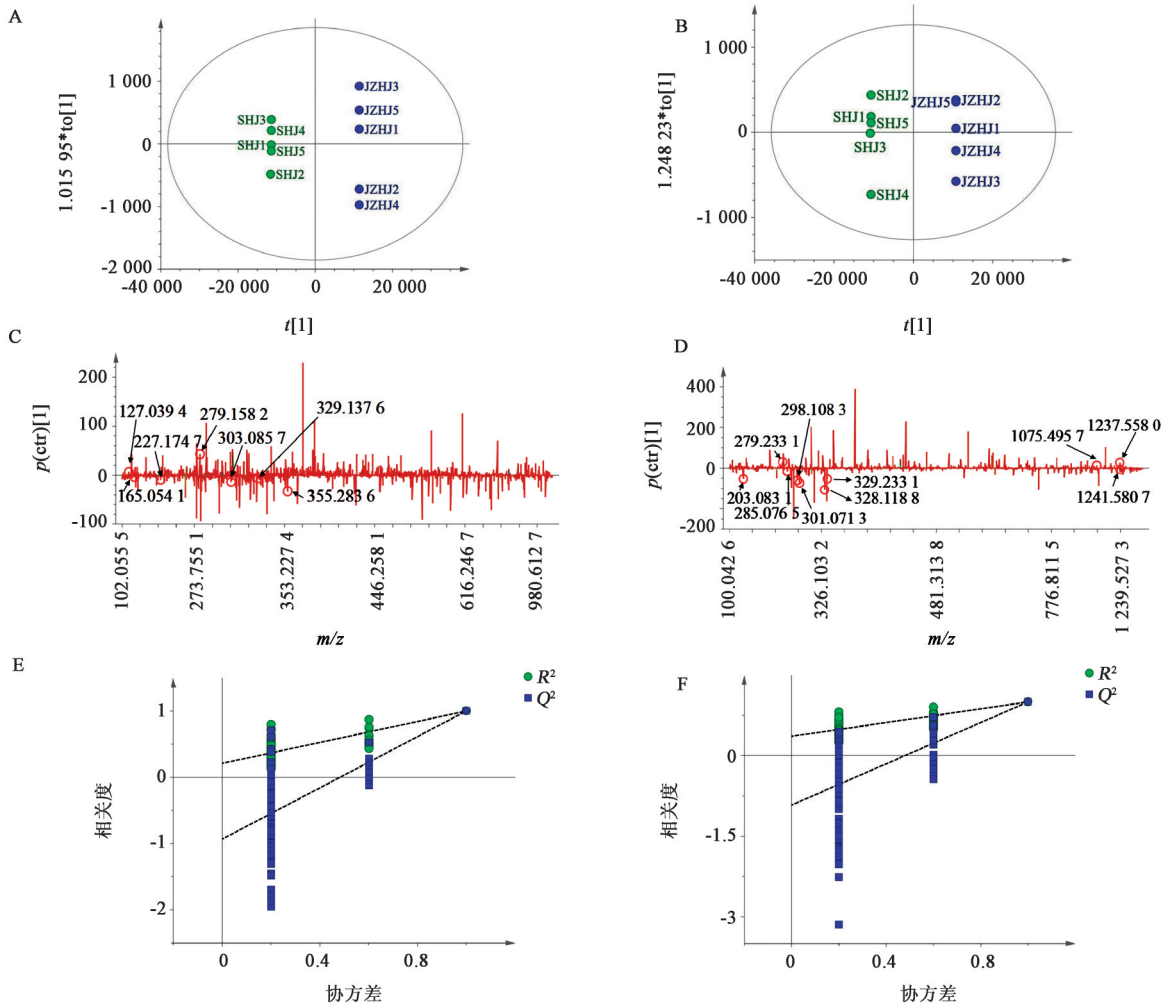 A
1.015 95*to[1]
1 000
0
-1 000
-2 000
SHJ3
SHJ4
SHJ1
SHJ5
SHJ2
JZHJ3
JZHJ5
JZHJ1
JZHJ2
JZHJ4
-40 000 -20 000 0 20 000
t[1]
B
1.248 23*to[1]
1 000
0
-1 000
SHJ2
SHJ1
SHJ5
SHJ3
SHJ4
JZHJ5
JZHJ2
JZHJ1
JZHJ4
JZHJ3
-40 000 -20 000 0 20 000
t[1]
C
p(ctr)[1]
200
100
0
-100
127.039 4
227.174 7
165.054 1
279.158 2
303.085 7
329.137 6
355.283 6
102.055 5
273.755 1
353.227 4
446.258 1
616.246 7
980.612 7
m/z
D
p(ctr)[1]
400
200
0
-200
298.108 3
279.233 1
203.083 1
285.076 5
301.071 3
329.233 1
328.118 8
1075.495 7
1237.558 0
1241.580 7
100.042 6
326.103 2
481.313 8
776.811 5
1 239.527 3
m/z
E
R²
Q²
相关度
1
0
-1
-2
0 0.4 0.8
协方差
F
R²
Q²
相关度
0
-1.5
-3
0 0.4 0.8
协方差